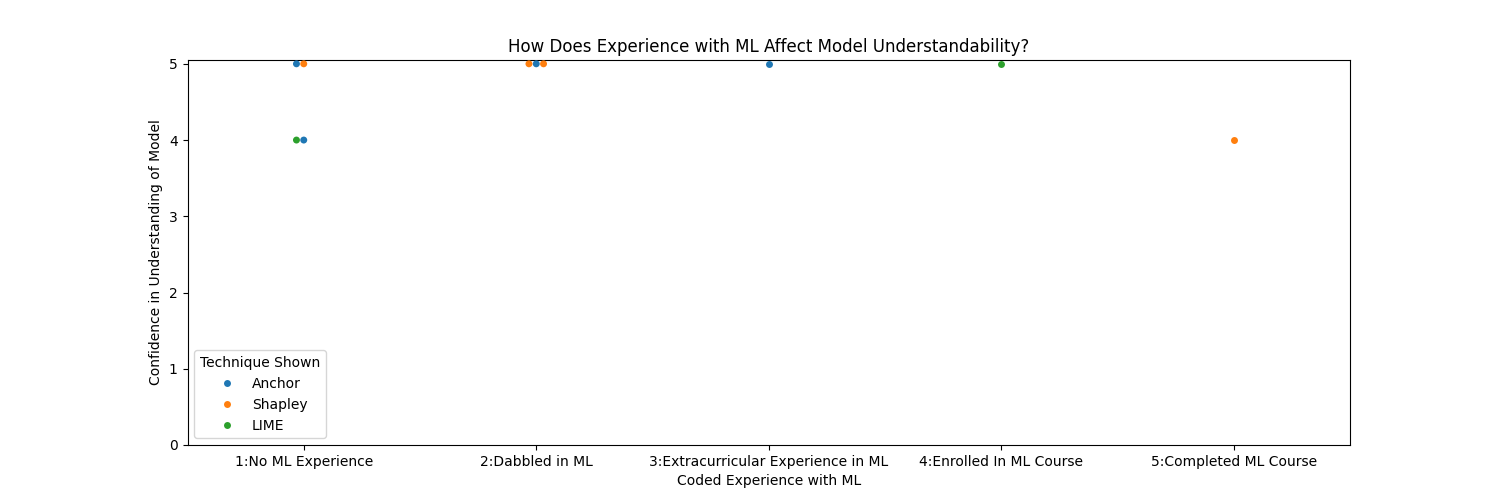 How Does Experience with ML Affect Model Understandability?
Confidence in Understanding of Model
5
4
3
2
1
0
Technique Shown
Anchor
Shapley
LIME
1:No ML Experience
2:Dabbled in ML
3:Extracurricular Experience in ML
4:Enrolled In ML Course
5:Completed ML Course
Coded Experience with ML